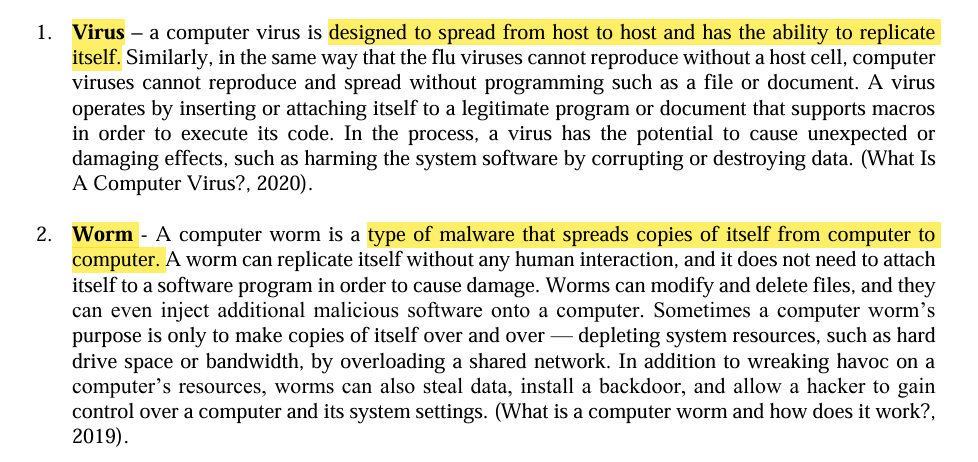 1. Virus – a computer virus is designed to spread from host to host and has the ability to replicate
itself. Similarly, in the same way that the flu viruses cannot reproduce without a host cell, computer
viruses cannot reproduce and spread without programming such as a file or document. A virus
operates by inserting or attaching itself to a legitimate program or document that supports macros
in order to execute its code. In the process, a virus has the potential to cause unexpected or
damaging effects, such as harming the system software by corrupting or destroying data. (What Is
A Computer Virus?, 2020).
2. Worm - A computer worm is a type of malware that spreads copies of itself from computer to
computer. A worm can replicate itself without any human interaction, and it does not need to attach
itself to a software program in order to cause damage. Worms can modify and delete files, and they
can even inject additional malicious software onto a computer. Sometimes a computer worm’s
purpose is only to make copies of itself over and over — depleting system resources, such as hard
drive space or bandwidth, by overloading a shared network. In addition to wreaking havoc on a
computer’s resources, worms can also steal data, install a backdoor, and allow a hacker to gain
control over a computer and its system settings. (What is a computer worm and how does it work?,
2019).